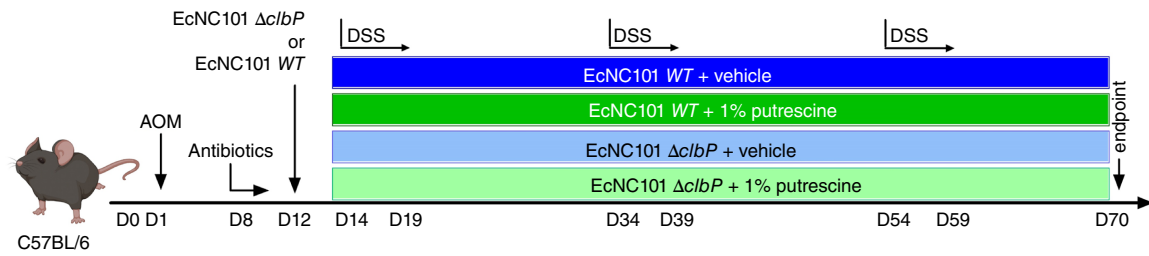 EcNC101 ΔclbP
or
EcNC101 WT
DSS
DSS
DSS
EcNC101 WT + vehicle
EcNC101 WT + 1% putrescine
EcNC101 ΔclbP + vehicle
EcNC101 ΔclbP + 1% putrescine
endpoint
AOM
Antibiotics
D0 D1 D8 D12 D14 D19 D34 D39 D54 D59 D70
C57BL/6